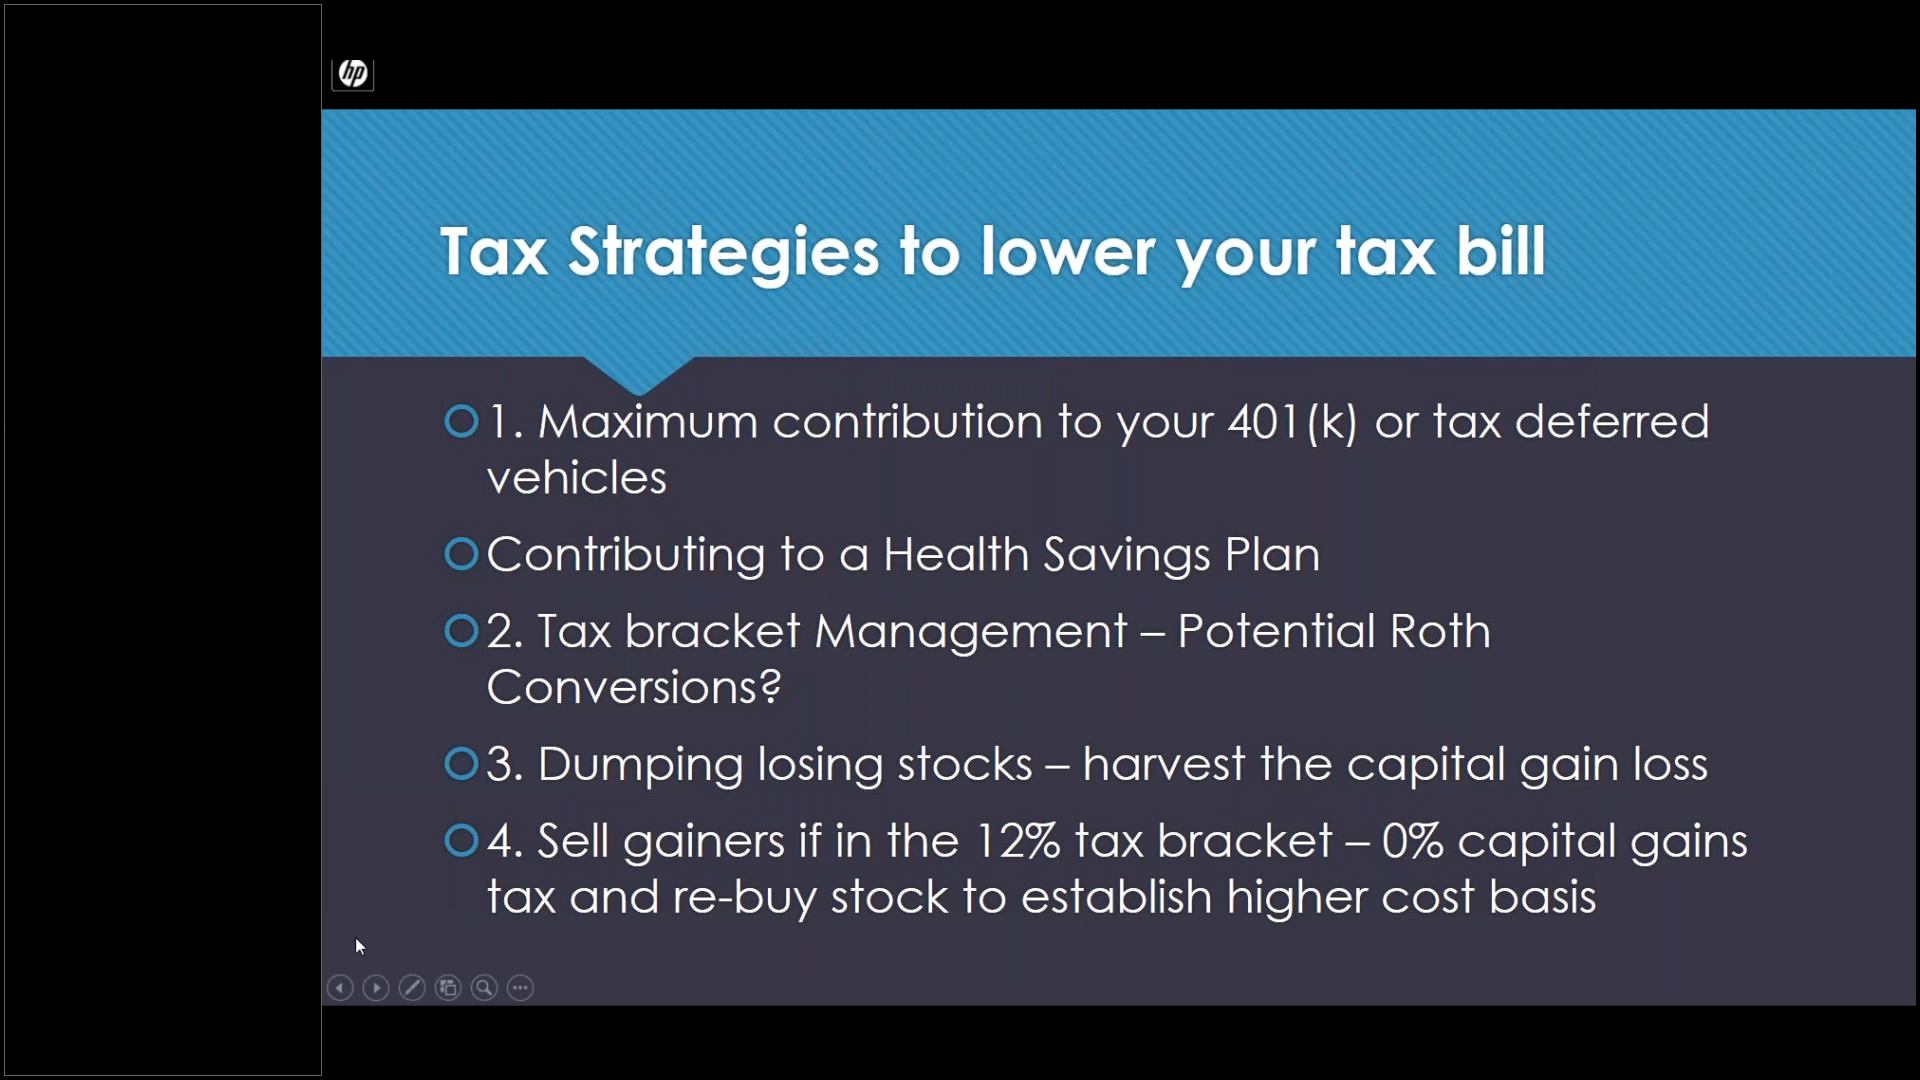 hp
Tax Strategies to lower your tax bill
1. Maximum contribution to your 401(k) or tax deferred
vehicles
Contributing to a Health Savings Plan
2. Tax bracket Management – Potential Roth
Conversions?
3. Dumping losing stocks – harvest the capital gain loss
4. Sell gainers if in the 12% tax bracket – 0% capital gains
tax and re-buy stock to establish higher cost basis